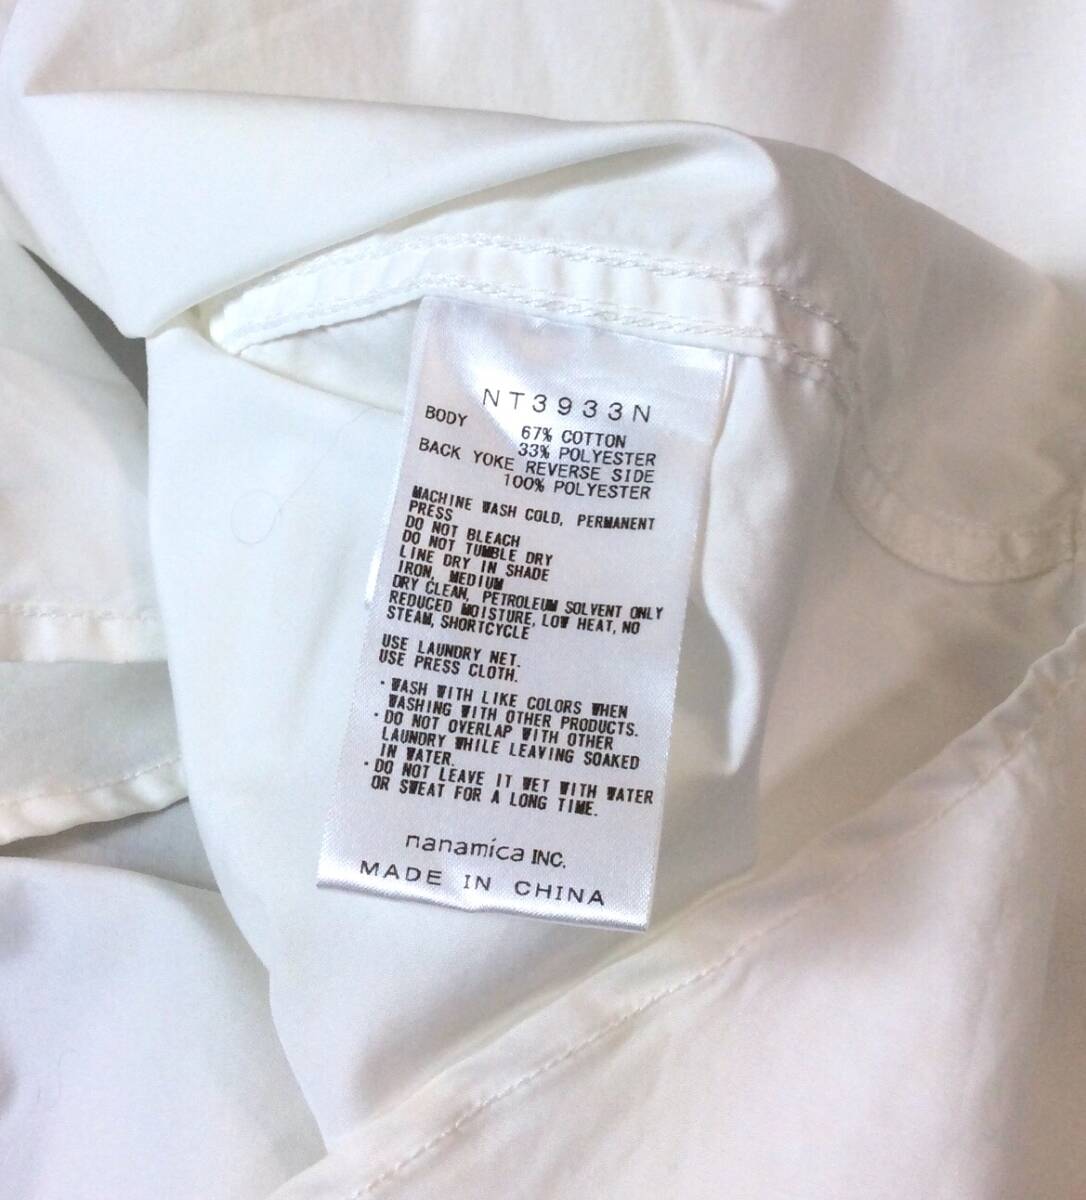 NT3933N
BODY
67% COTTON
33% POLYESTER
BACK YOKE REVERSE SIDE
100% POLYESTER
MACHINE WASH COLD, PERMANENT
PRESS
DO NOT BLEACH
DO NOT TUMBLE DRY
LINE DRY IN SHADE
IRON, MEDIUM
DRY CLEAN, PETROLEUM SOLVENT ONLY
REDUCED MOISTURE, LOW HEAT, NO
STEAM, SHORTCYCLE
USE LAUNDRY NET.
USE PRESS CLOTH.
・WASH WITH LIKE COLORS WHEN
WASHING WITH OTHER PRODUCTS.
・DO NOT OVERLAP WITH OTHER
LAUNDRY WHILE LEAVING SOAKED
IN WATER.
・DO NOT LEAVE IT WET WITH WATER
OR SWEAT FOR A LONG TIME.
nanamica INC.
MADE IN CHINA